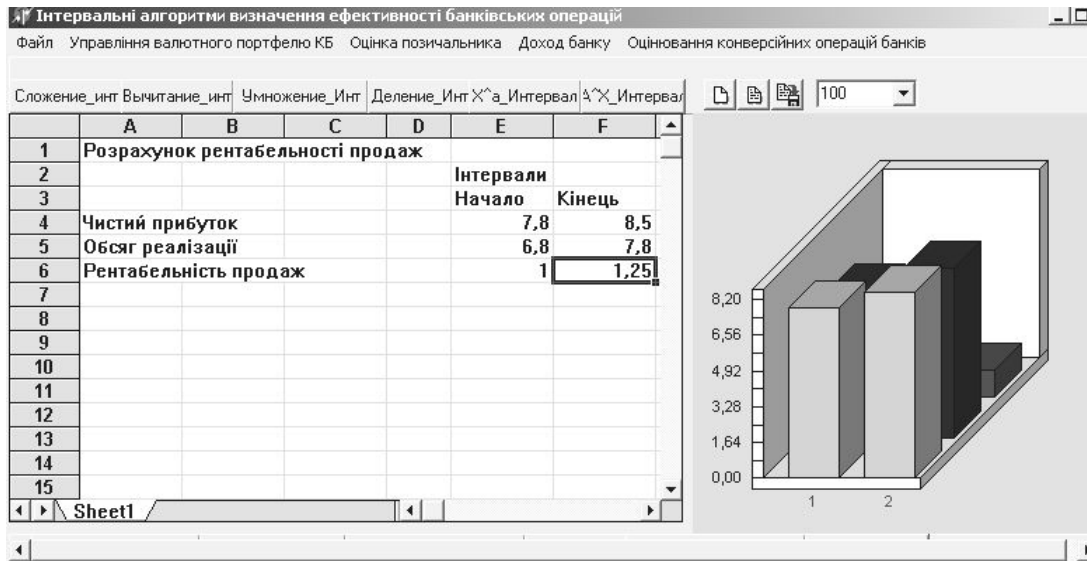 Інтервальні алгоритми визначення ефективності банківських операцій
Файл Управління валютного портфелю КБ Оцінка позичальника Доход банку Оцінювання конверсійних операцій банків
Сложение_инт Вычитание_инт Умножение_Инт Деление_Инт X^a_Интервал A^X_Интервал 100
A B C D E F
1 Розрахунок рентабельності продаж
2 Інтервали
3 Начало Кінець
4 Чистий прибуток 7,8 8,5
5 Обсяг реалізації 6,8 7,8
6 Рентабельність продаж 1 1,25
7
8
9
10
11
12
13
14
15
Sheet1
8,20
6,56
4,92
3,28
1,64
0,00
1 2